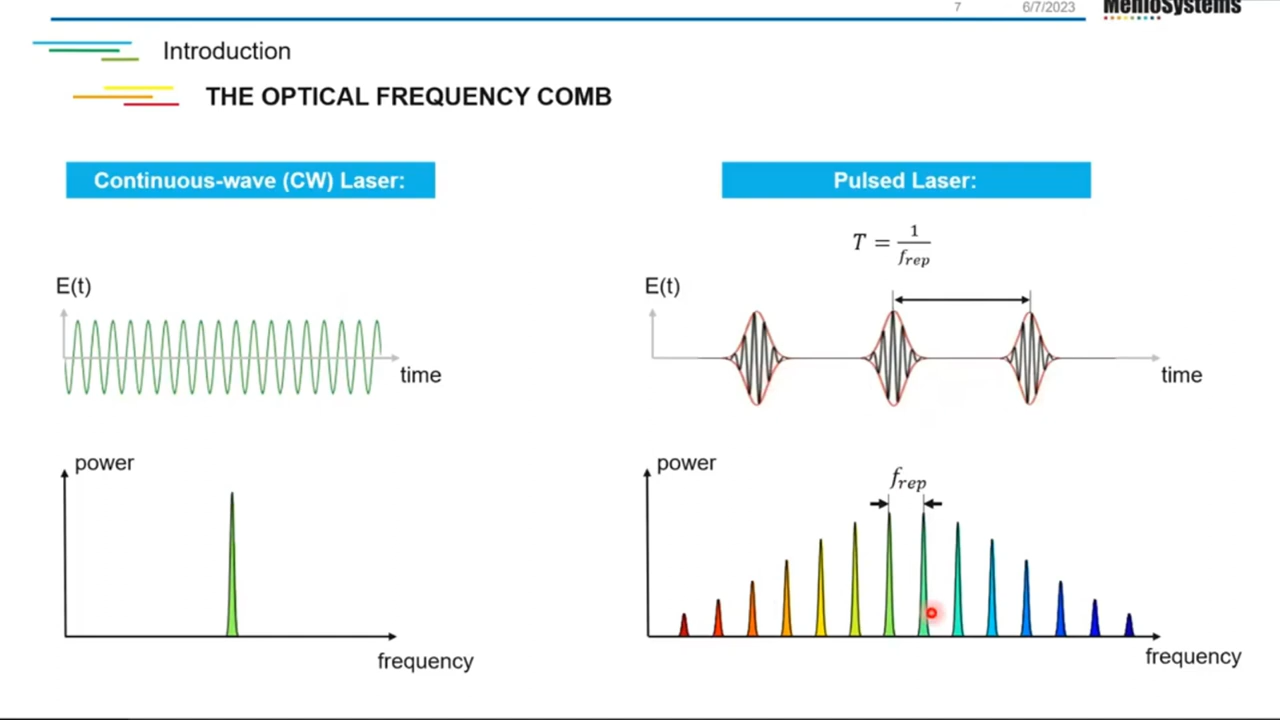 7 6/7/2023 MenloSystems
Introduction
THE OPTICAL FREQUENCY COMB
Continuous-wave (CW) Laser:
Pulsed Laser:
T = 1/f_rep
E(t)
time
E(t)
time
power
frequency
power
f_rep
frequency